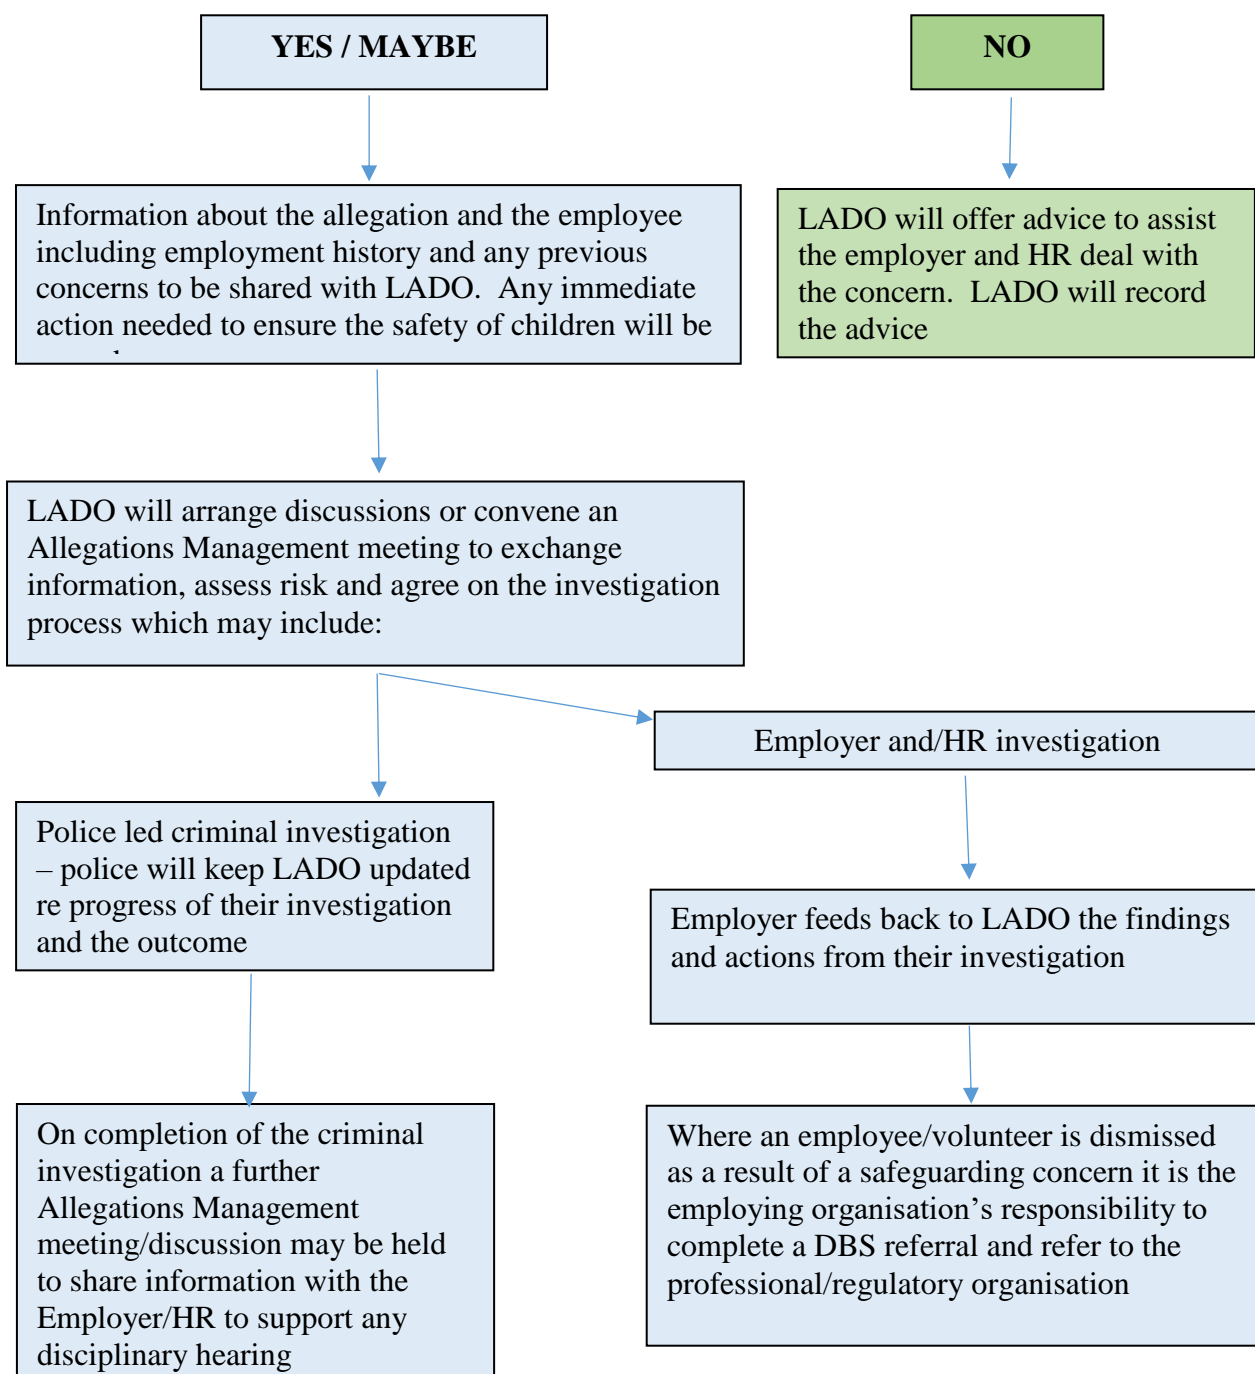 YES / MAYBE
NO
Information about the allegation and the employee
including employment history and any previous
concerns to be shared with LADO.  Any immediate
action needed to ensure the safety of children will be
LADO will offer advice to assist
the employer and HR deal with
the concern.  LADO will record
the advice
LADO will arrange discussions or convene an
Allegations Management meeting to exchange
information, assess risk and agree on the investigation
process which may include:
Employer and/HR investigation
Police led criminal investigation
– police will keep LADO updated
re progress of their investigation
and the outcome
Employer feeds back to LADO the findings
and actions from their investigation
On completion of the criminal
investigation a further
Allegations Management
meeting/discussion may be held
to share information with the
Employer/HR to support any
disciplinary hearing
Where an employee/volunteer is dismissed
as a result of a safeguarding concern it is the
employing organisation’s responsibility to
complete a DBS referral and refer to the
professional/regulatory organisation